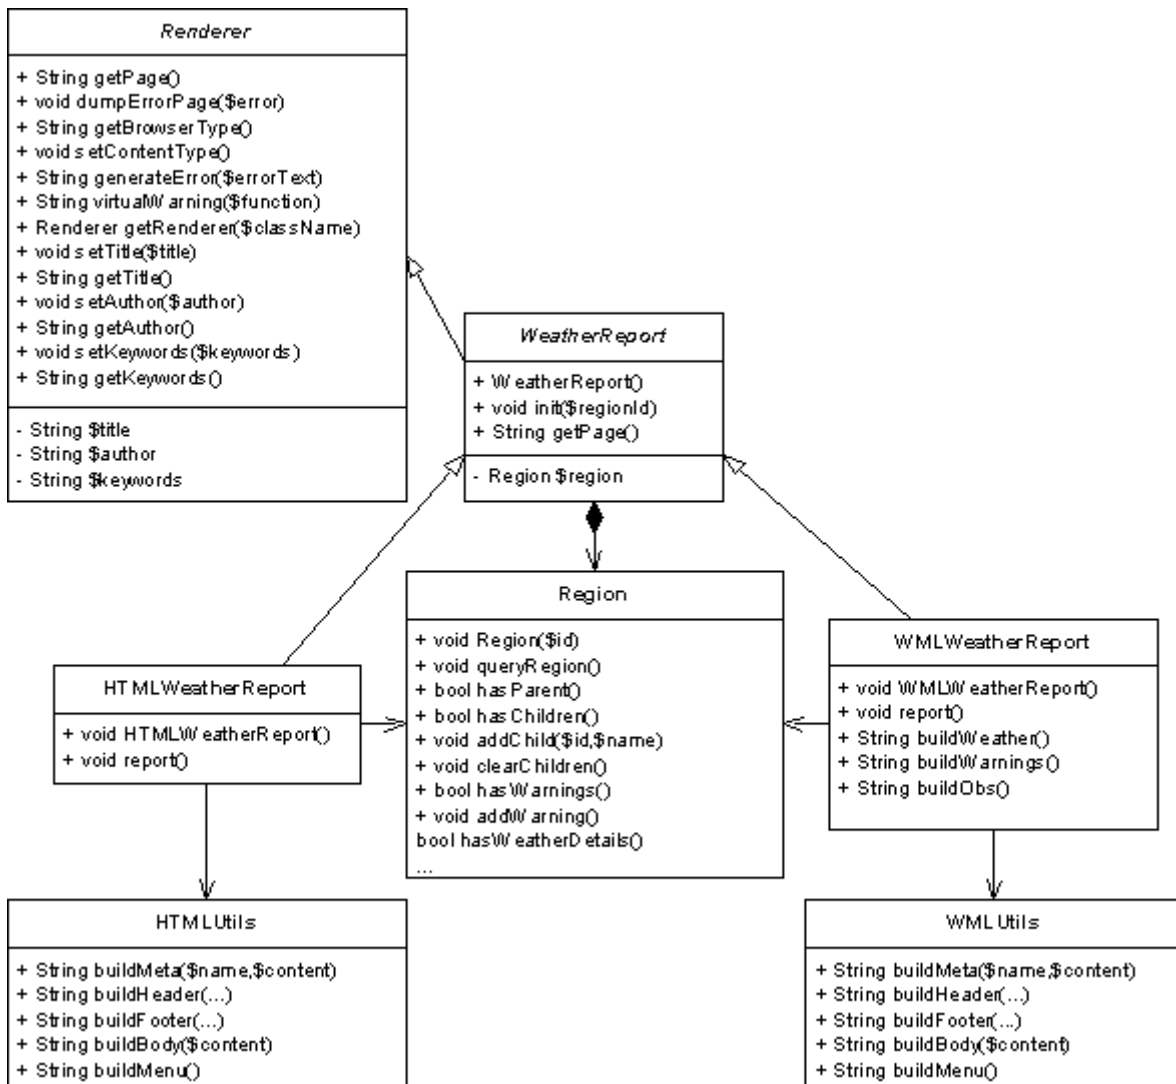 Renderer
+ String getPage()
+ void dumpErrorPage($error)
+ String getBrowserType()
+ void setContentType()
+ String generateError($errorText)
+ String virtualWarning($function)
+ Renderer getRenderer($className)
+ void setTitle($title)
+ String getTitle()
+ void setAuthor($author)
+ String getAuthor()
+ void setKeywords($keywords)
+ String getKeywords()
- String $title
- String $author
- String $keywords
WeatherReport
+ WeatherReport()
+ void init($regionId)
+ String getPage()
- Region $region
HTMLWeatherReport
+ void HTMLWeatherReport()
+ void report()
Region
+ void Region($id)
+ void queryRegion()
+ bool hasParent()
+ bool hasChildren()
+ void addChild($id,$name)
+ void clearChildren()
+ bool hasWarnings()
+ void addWarning()
bool hasWeatherDetails()
...
WMLWeatherReport
+ void WMLWeatherReport()
+ void report()
+ String buildWeather()
+ String buildWarnings()
+ String buildObs()
HTMLUtils
+ String buildMeta($name,$content)
+ String buildHeader(...)
+ String buildFooter(...)
+ String buildBody($content)
+ String buildMenu()
WMLUtils
+ String buildMeta($name,$content)
+ String buildHeader(...)
+ String buildFooter(...)
+ String buildBody($content)
+ String buildMenu()